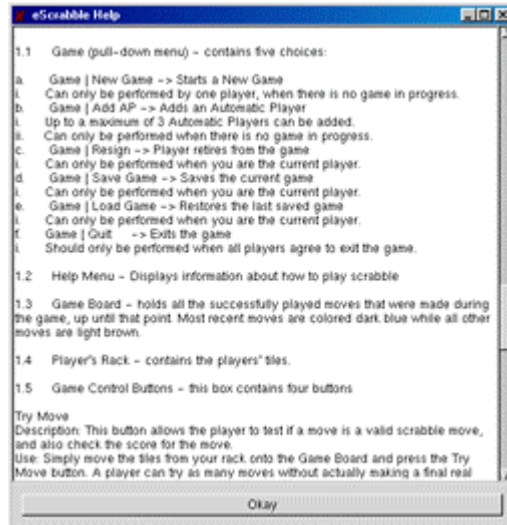 eScrabble Help
1.1 Game (pull-down menu) - contains five choices:
a. Game | New Game -> Starts a New Game
i. Can only be performed by one player, when there is no game in progress.
b. Game | Add AP -> Adds an Automatic Player
i. Up to a maximum of 3 Automatic Players can be added.
ii. Can only be performed when there is no game in progress.
c. Game | Resign -> Player retires from the game
i. Can only be performed when you are the current player.
d. Game | Save Game -> Saves the current game
i. Can only be performed when you are the current player.
e. Game | Load Game -> Restores the last saved game
i. Can only be performed when you are the current player.
f. Game | Quit -> Exits the game
i. Should only be performed when all players agree to exit the game.
1.2 Help Menu - Displays information about how to play scrabble
1.3 Game Board - holds all the successfully played moves that were made during
the game, up until that point. Most recent moves are colored dark blue while all other
moves are light brown.
1.4 Player"s Rack - contains the players" tiles.
1.5 Game Control Buttons - this box contains four buttons
Try Move
Description: This button allows the player to test if a move is a valid scrabble move,
and also check the score for the move.
Use: Simply move the tiles from your rack onto the Game Board and press the Try
Move button. A player can try as many moves without actually making a final real
Okay